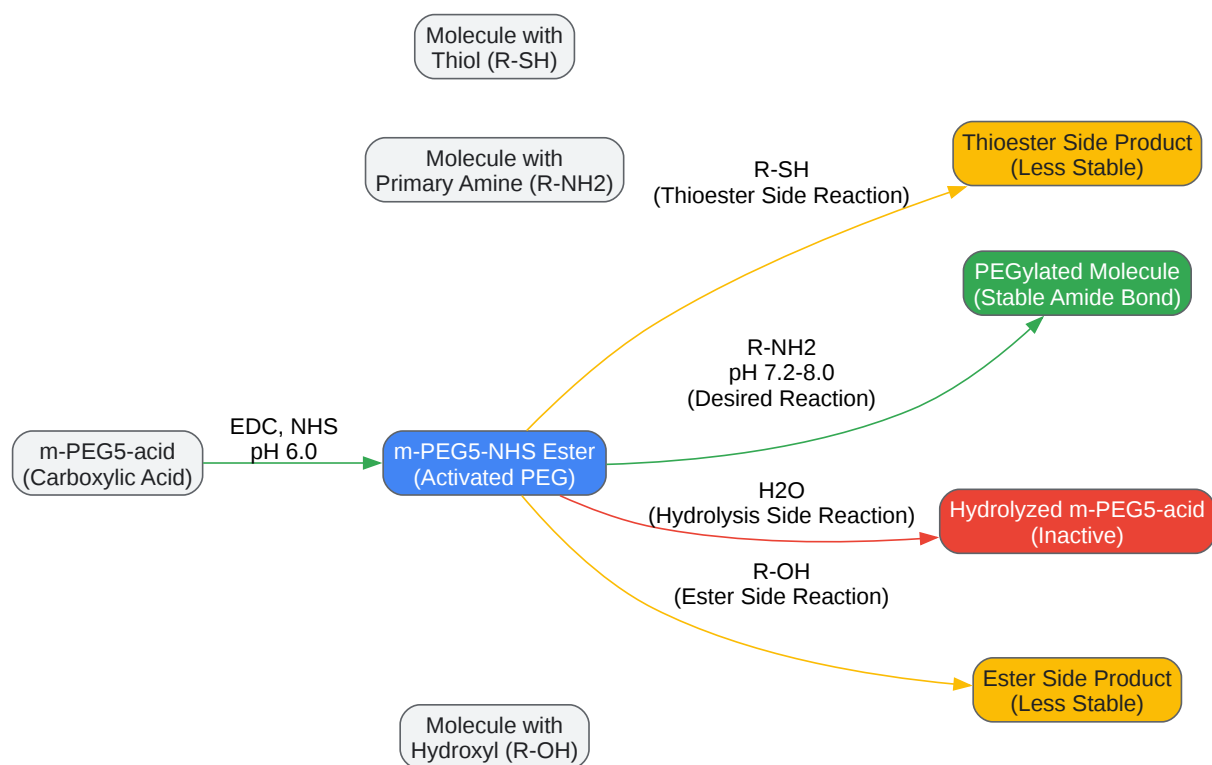 Molecule with
Thiol (R-SH)
Molecule with
Primary Amine (R-NH2)
Thioester Side Product
(Less Stable)
R-SH
(Thioester Side Reaction)
PEGylated Molecule
(Stable Amide Bond)
R-NH2
pH 7.2-8.0
(Desired Reaction)
m-PEG5-acid
(Carboxylic Acid)
EDC, NHS
pH 6.0
m-PEG5-NHS Ester
(Activated PEG)
H2O
(Hydrolysis Side Reaction)
Hydrolyzed m-PEG5-acid
(Inactive)
R-OH
(Ester Side Reaction)
Ester Side Product
(Less Stable)
Molecule with
Hydroxyl (R-OH)